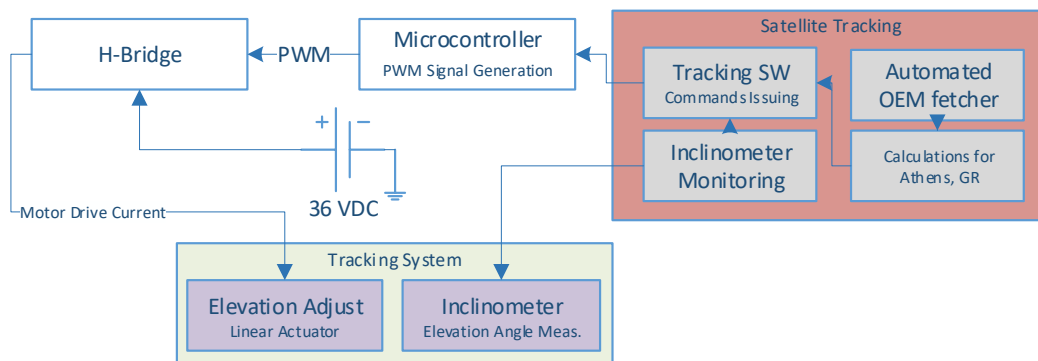 Satellite Tracking
H-Bridge
PWM
Microcontroller
PWM Signal Generation
Tracking SW
Commands Issuing
Automated
OEM fetcher
Inclinometer
Monitoring
Calculations for
Athens, GR
+ −
36 VDC
Motor Drive Current
Tracking System
Elevation Adjust
Linear Actuator
Inclinometer
Elevation Angle Meas.